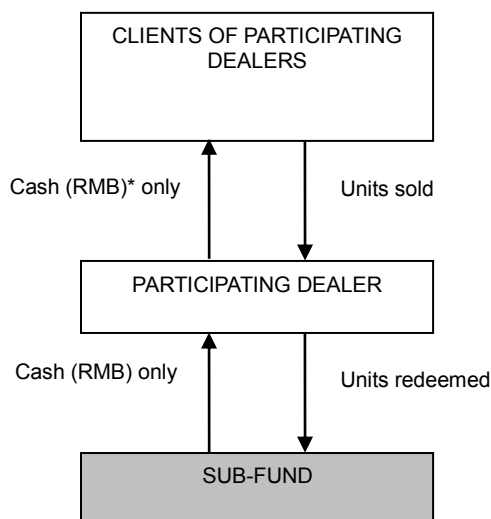 CLIENTS OF PARTICIPATING
DEALERS
Cash (RMB)* only
Units sold
PARTICIPATING DEALER
Cash (RMB) only
Units redeemed
SUB-FUND